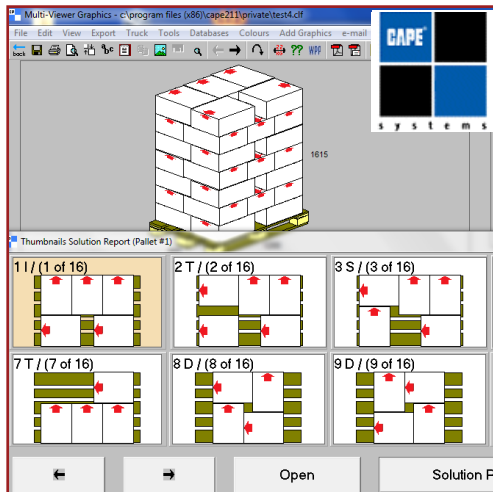 Multi-Viewer Graphics - c:\program files (x86)\cape211\private\test4.clf
File Edit View Export Truck Tools Databases Colours Add Graphics e-mail
back
WPP
CAPE®
systems
1615
Thumbnails Solution Report (Pallet #1)
1 I / (1 of 16) 2 T / (2 of 16) 3 S / (3 of 16)
7 T / (7 of 16) 8 D / (8 of 16) 9 D / (9 of 16)
Open Solution P